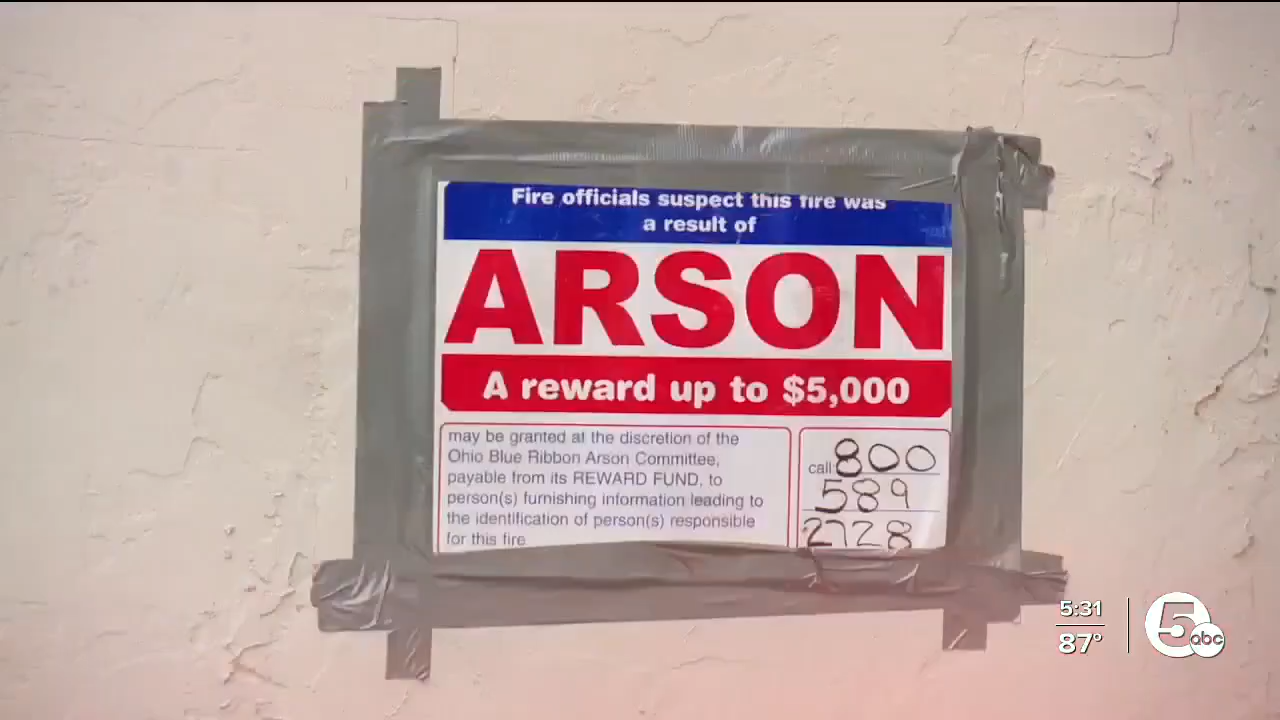 Fire officials suspect this fire was
a result of
ARSON
A reward up to $5,000
may be granted at the discretion of the
Ohio Blue Ribbon Arson Committee,
payable from its REWARD FUND, to
person(s) furnishing information leading to
the identification of person(s) responsible
for this fire
call 800
589
2728
5:31
87°
5 abc